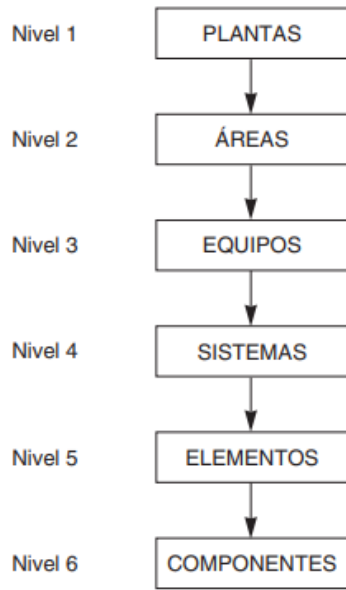 Nivel 1 PLANTAS
Nivel 2 ÁREAS
Nivel 3 EQUIPOS
Nivel 4 SISTEMAS
Nivel 5 ELEMENTOS
Nivel 6 COMPONENTES